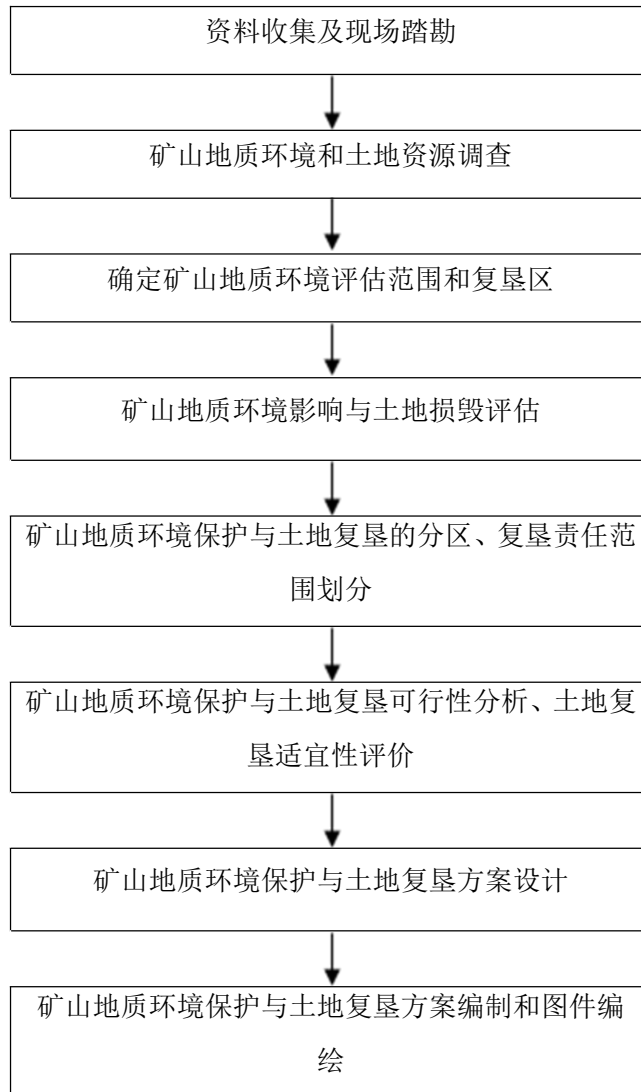 资料收集及现场踏勘
矿山地质环境和土地资源调查
确定矿山地质环境评估范围和复垦区
矿山地质环境影响与土地损毁评估
矿山地质环境保护与土地复垦的分区、复垦责任范
围划分
矿山地质环境保护与土地复垦可行性分析、土地复
垦适宜性评价
矿山地质环境保护与土地复垦方案设计
矿山地质环境保护与土地复垦方案编制和图件编
绘